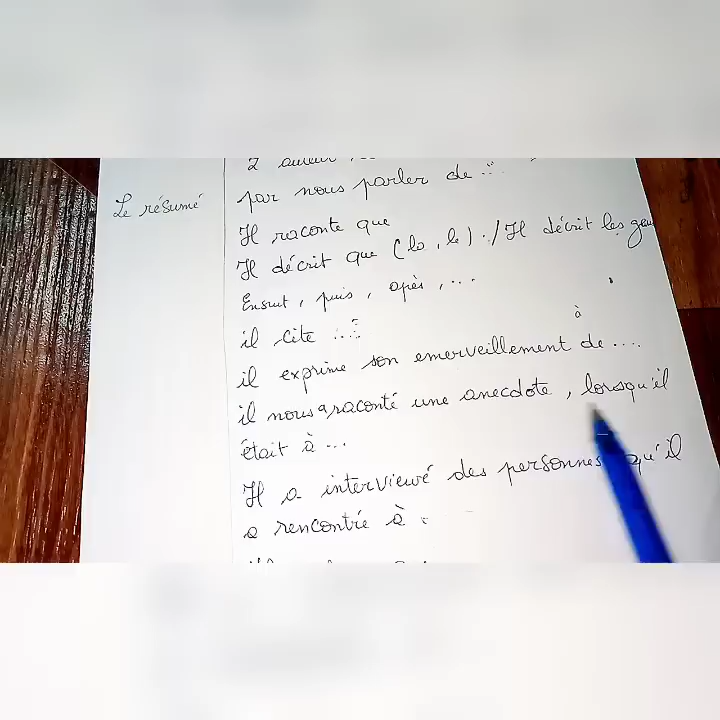 Le résumé
par nous parler de ...
Il raconte que
Il décrit que (la, le). / Il décrit les
Ensuit, puis, après, ...
il cite ...
à
il exprime son emerveillement de ...
il nous a raconté une anecdote, lorsqu'il
était à ...
Il a interviewé des personnes qu'il
a rencontré à